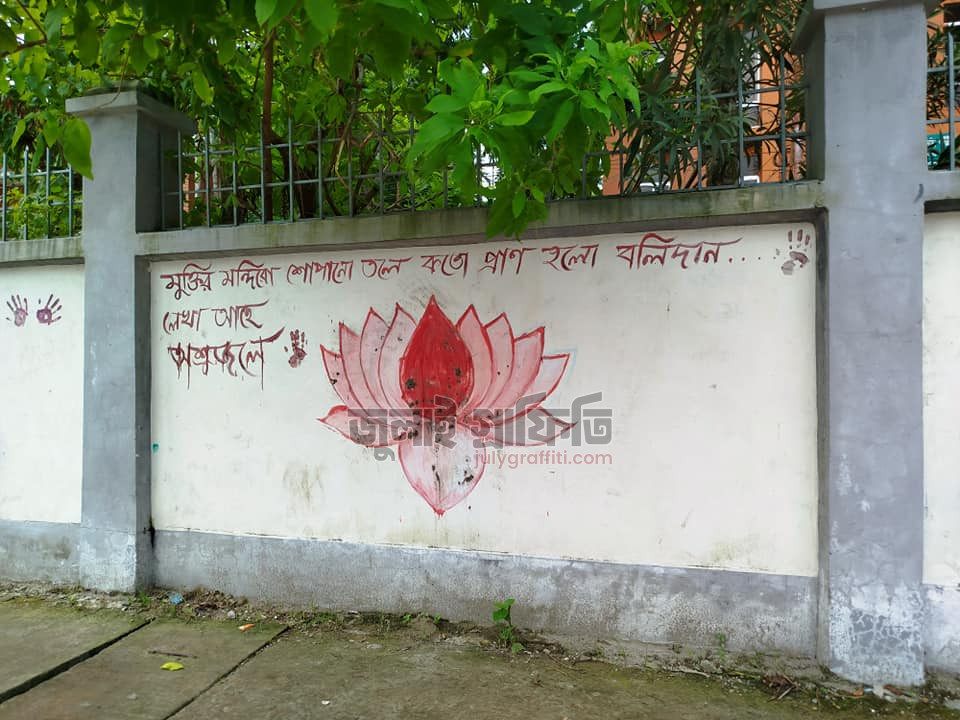 মুক্তির মন্দিরো শোপানো তলে কতো প্রাণ হলো বলিদান....
লেখা আছে
অশ্রুজলে
জুলাই গ্রাফিতি
julygraffiti.com